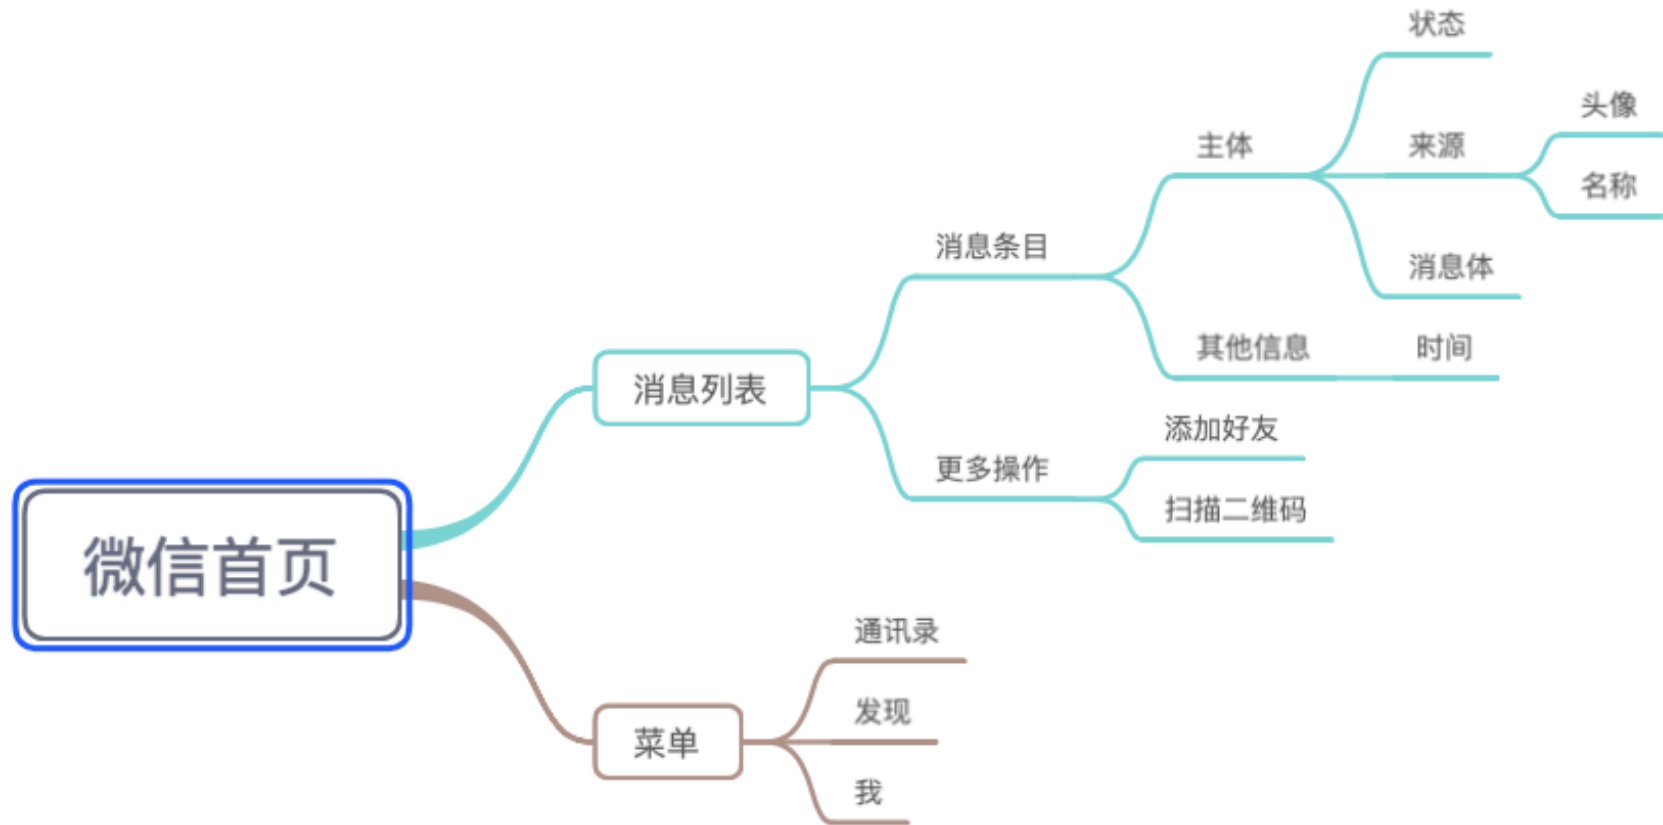 状态
头像
主体
来源
名称
消息条目
消息体
其他信息
时间
消息列表
添加好友
更多操作
扫描二维码
微信首页
通讯录
发现
菜单
我